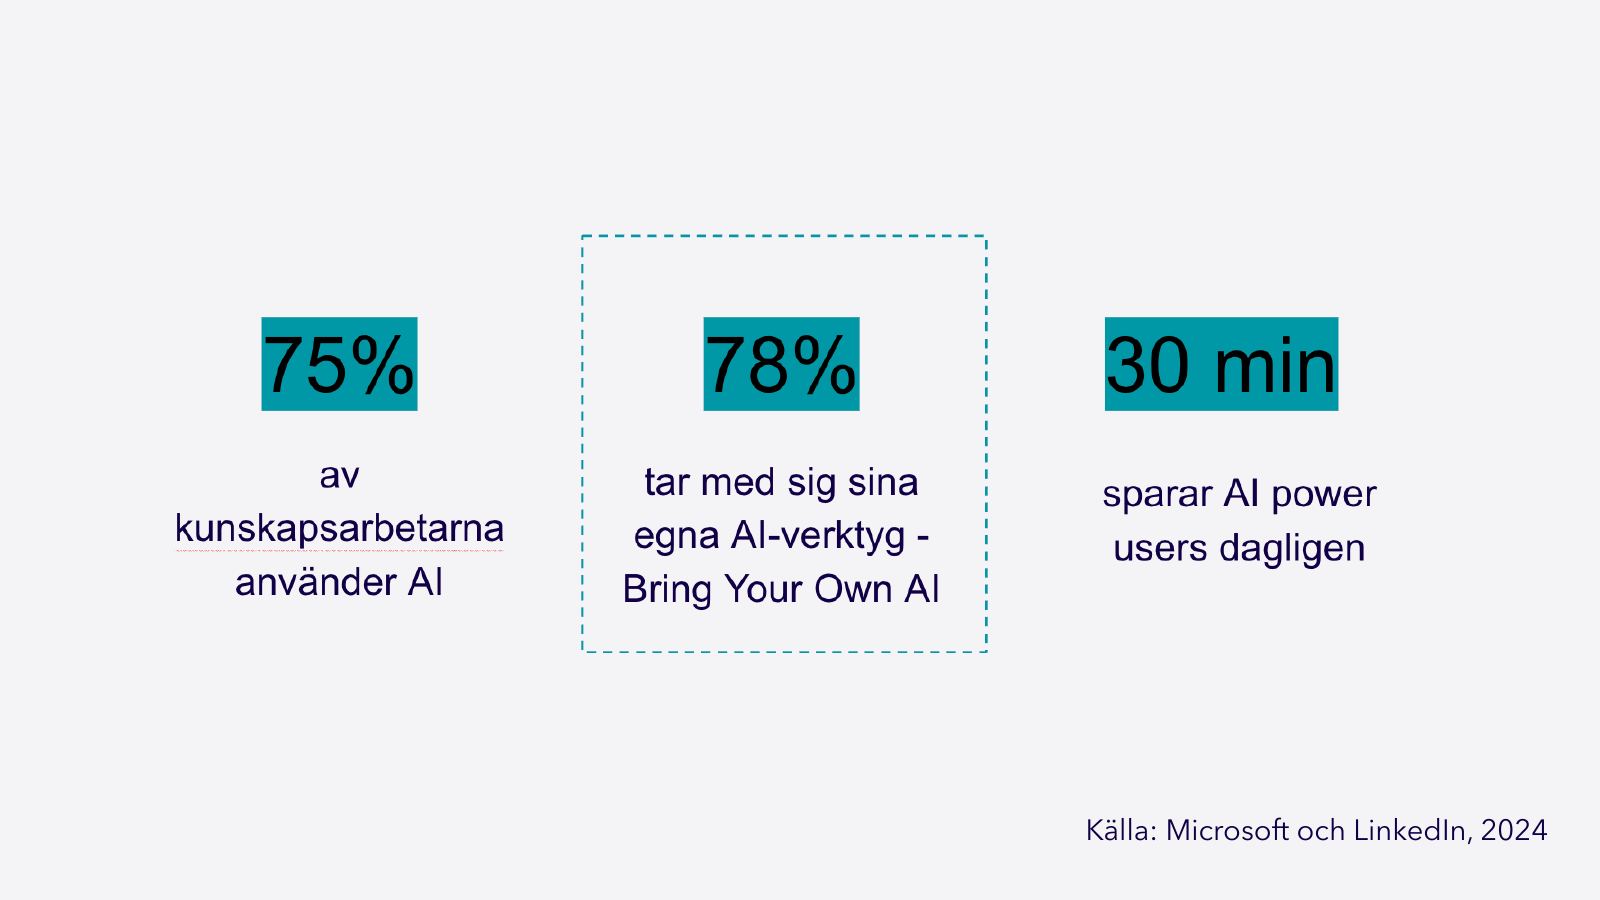 75%
av
kunskapsarbetarna
använder AI
78%
tar med sig sina
egna AI-verktyg -
Bring Your Own AI
30 min
sparar AI power
users dagligen
Källa: Microsoft och LinkedIn, 2024